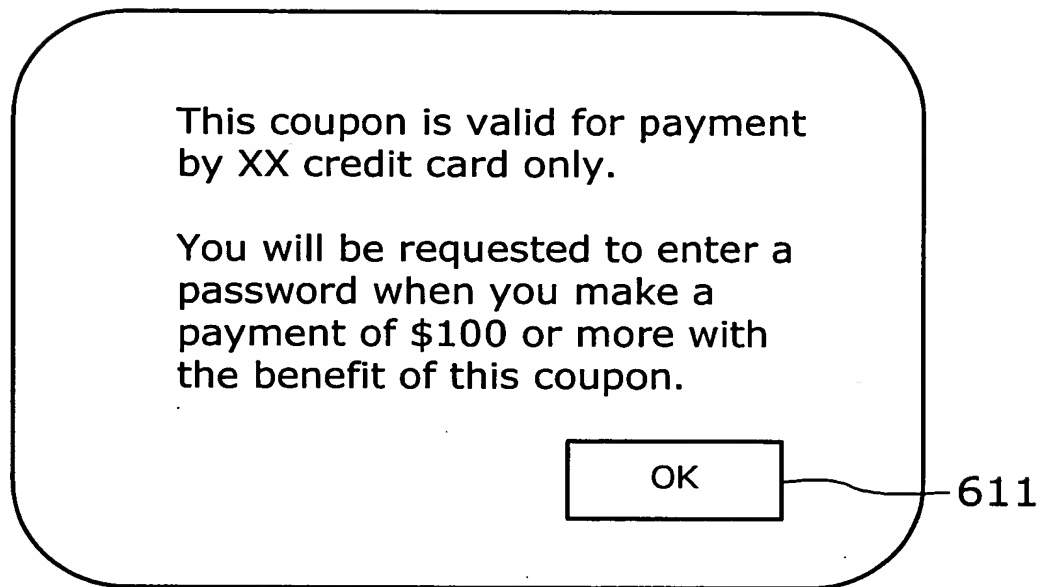 This coupon is valid for payment
by XX credit card only.
You will be requested to enter a
password when you make a
payment of $100 or more with
the benefit of this coupon.
OK
611